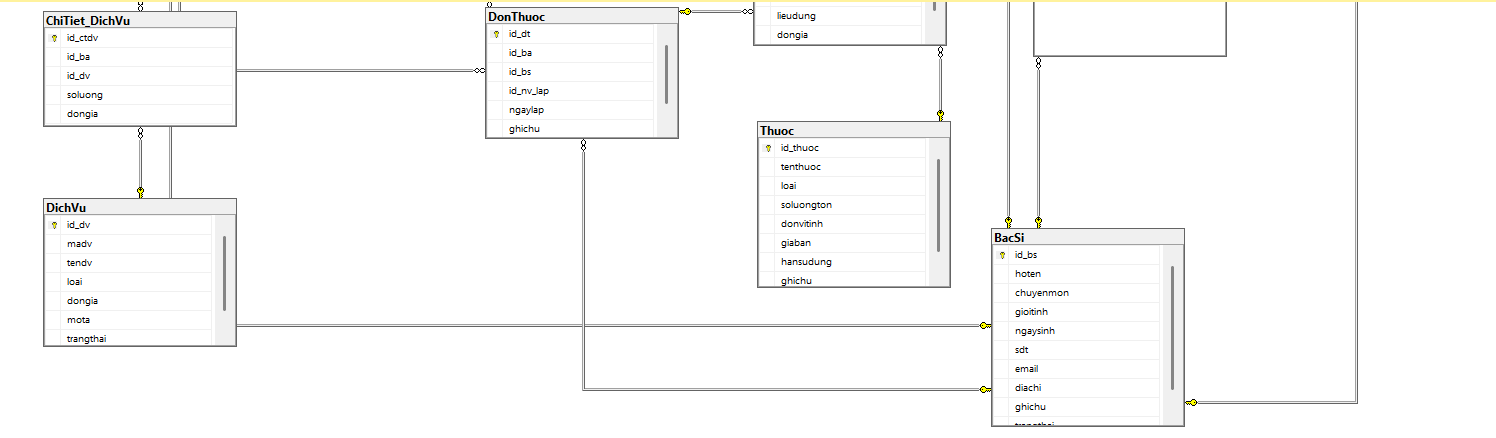 ChiTiet_DichVu
id_ctdv
id_ba
id_dv
soluong
dongia
DonThuoc
id_dt
id_ba
id_bs
id_nv_lap
ngaylap
ghichu
lieudung
dongia
Thuoc
id_thuoc
tenthuoc
loai
soluongton
donvitinh
giaban
hansudung
ghichu
DichVu
id_dv
madv
tendv
loai
dongia
mota
trangthai
BacSi
id_bs
hoten
chuyenmon
gioitinh
ngaysinh
sdt
email
diachi
ghichu
trangthai